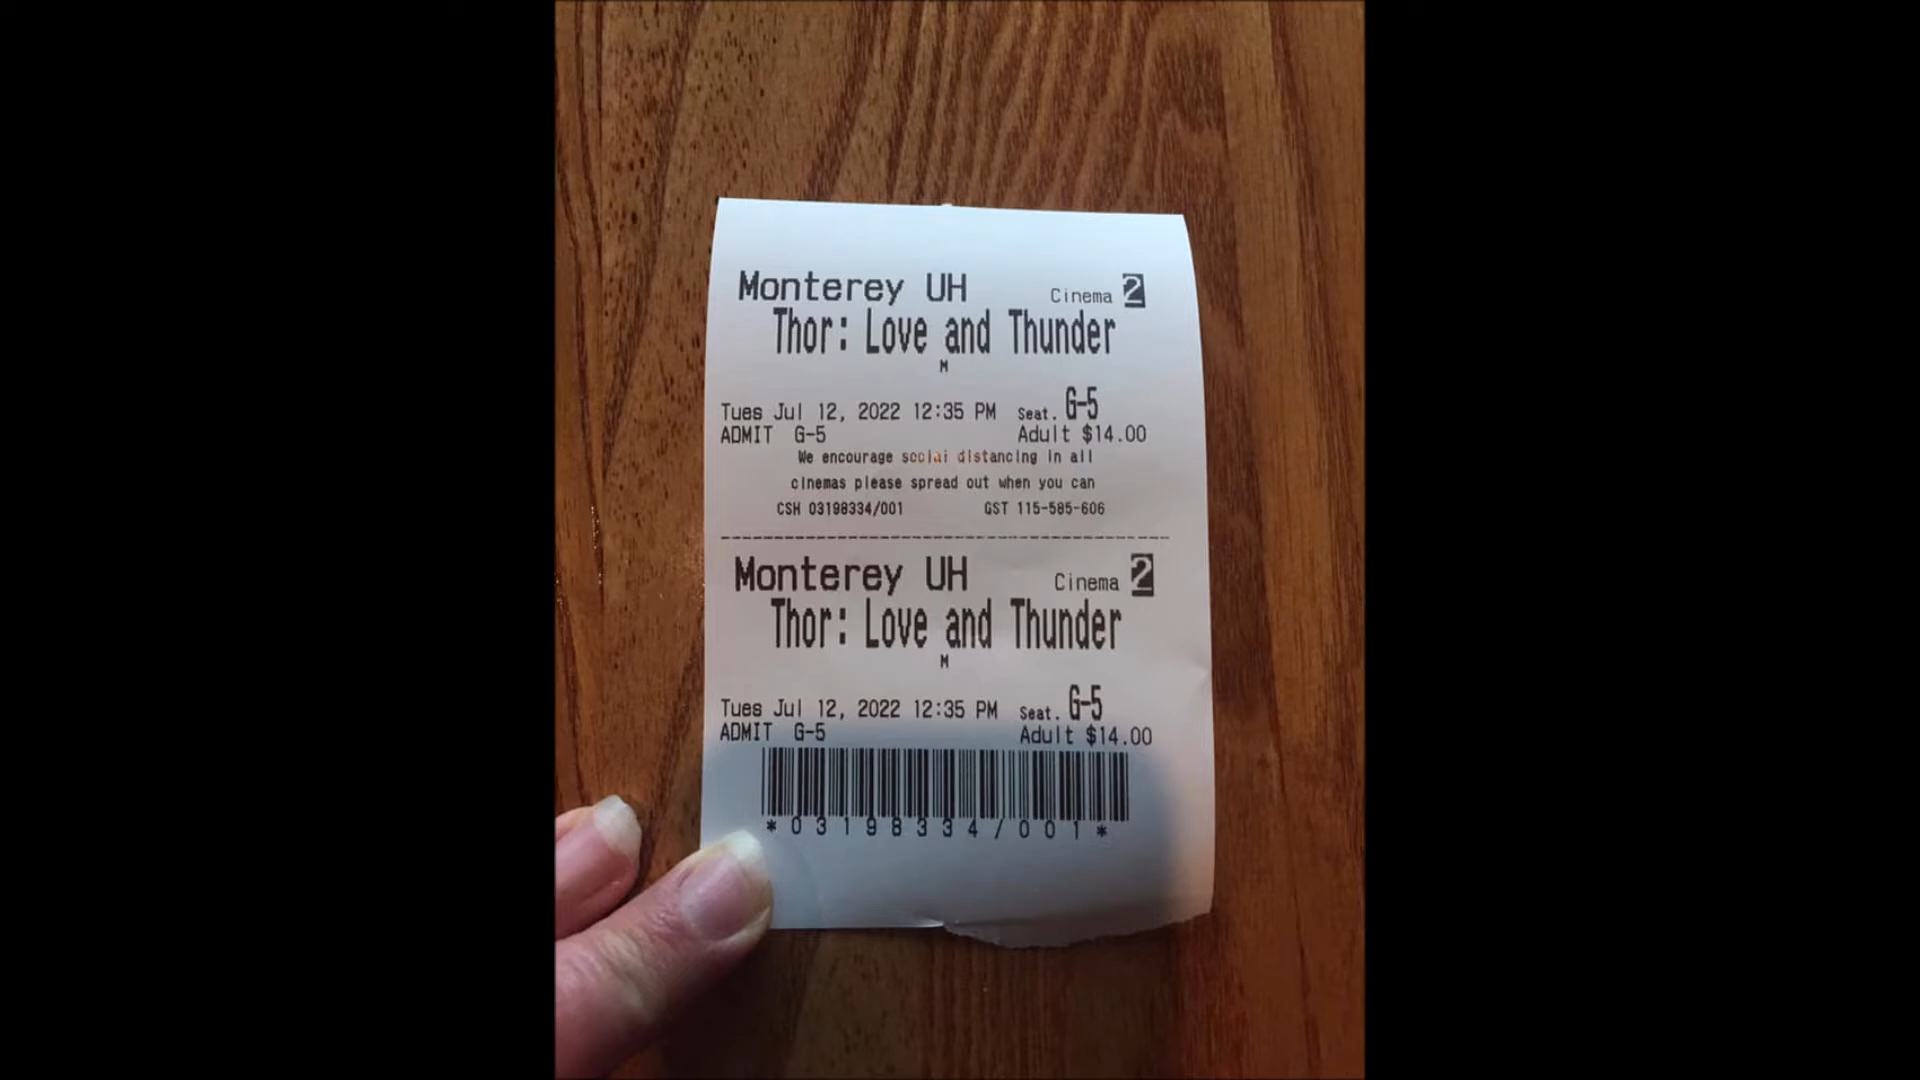 Monterey UH Cinema 2
Thor: Love and Thunder
M
Tues Jul 12, 2022 12:35 PM Seat. G-5
ADMIT G-5 Adult $14.00
We encourage social distancing in all
cinemas please spread out when you can
CSH 03198334/001 GST 115-585-606
Monterey UH Cinema 2
Thor: Love and Thunder
M
Tues Jul 12, 2022 12:35 PM Seat. G-5
ADMIT G-5 Adult $14.00
*03198334/001*